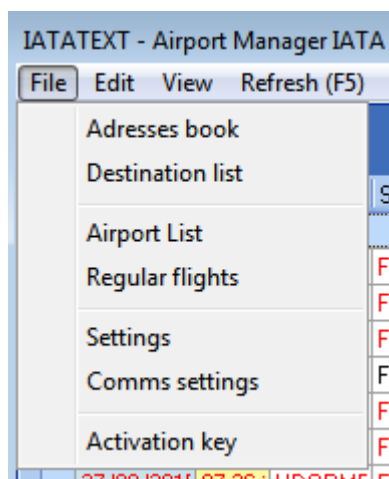 IATATEXT - Airport Manager IATA
File Edit View Refresh (F5)
Adresses book
Destination list
Airport List
Regular flights
Settings
Comms settings
Activation key